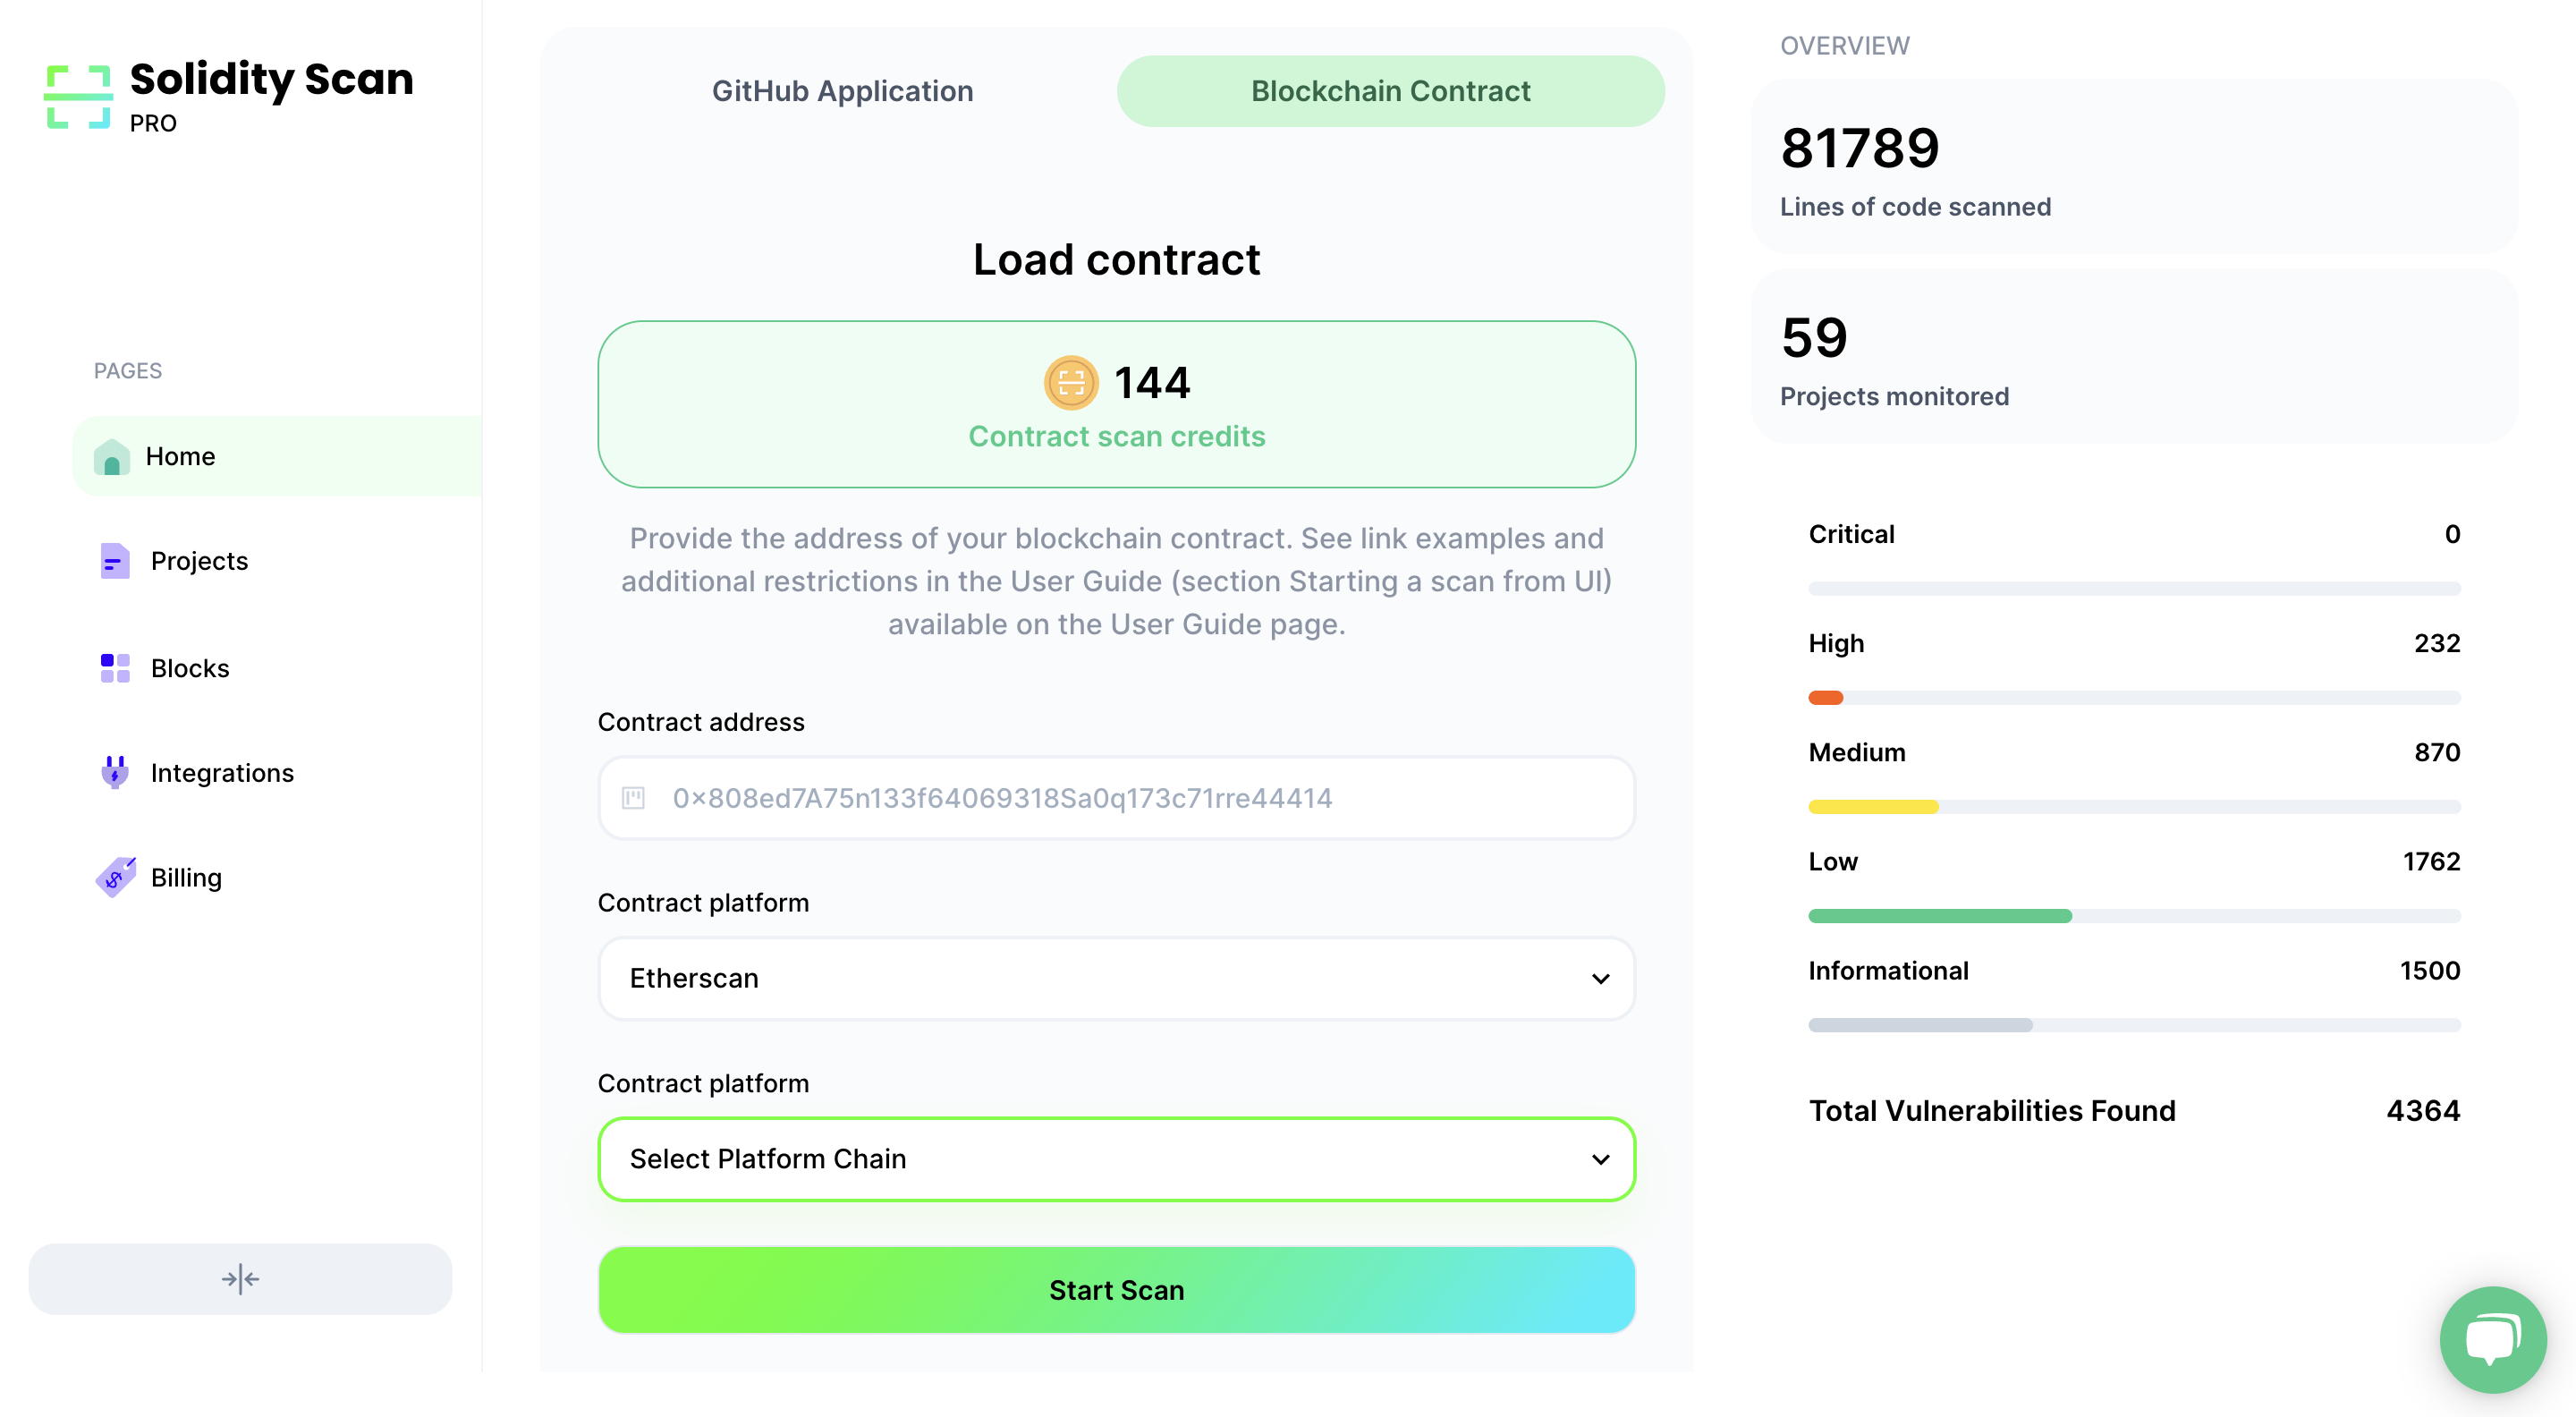 Solidity Scan
PRO
PAGES
Home
Projects
Blocks
Integrations
Billing
GitHub Application
Blockchain Contract
Load contract
144
Contract scan credits
Provide the address of your blockchain contract. See link examples and
additional restrictions in the User Guide (section Starting a scan from UI)
available on the User Guide page.
Contract address
0x808ed7A75n133f64069318Sa0q173c71rre44414
Contract platform
Etherscan
Contract platform
Select Platform Chain
Start Scan
OVERVIEW
81789
Lines of code scanned
59
Projects monitored
Critical 0
High 232
Medium 870
Low 1762
Informational 1500
Total Vulnerabilities Found 4364